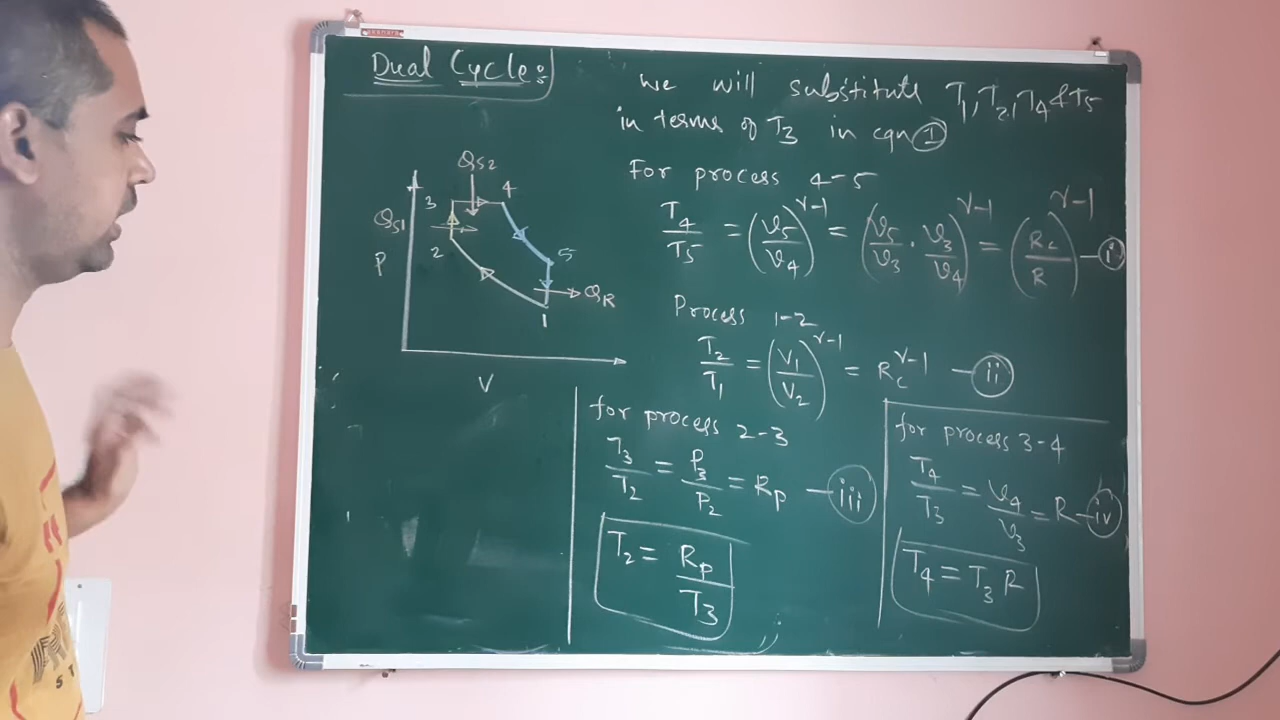 Dual Cycle:
we will substitute T1, T2, T4 & T5
in terms of T3 in eqn ①
For process 4-5
T4/T5 = (v5/v4)^γ-1 = (v5/v3 · v3/v4)^γ-1 = (Rc/R)^γ-1 — i
Process 1-2
T2/T1 = (V1/V2)^γ-1 = Rc^γ-1 — ii
for process 2-3
T3/T2 = P3/P2 = Rp — iii
T2 = Rp/T3
for process 3-4
T4/T3 = v4/v3 = R — iv
T4 = T3 R
QS2
3 4
QS1
2 5
P
QR
1
V